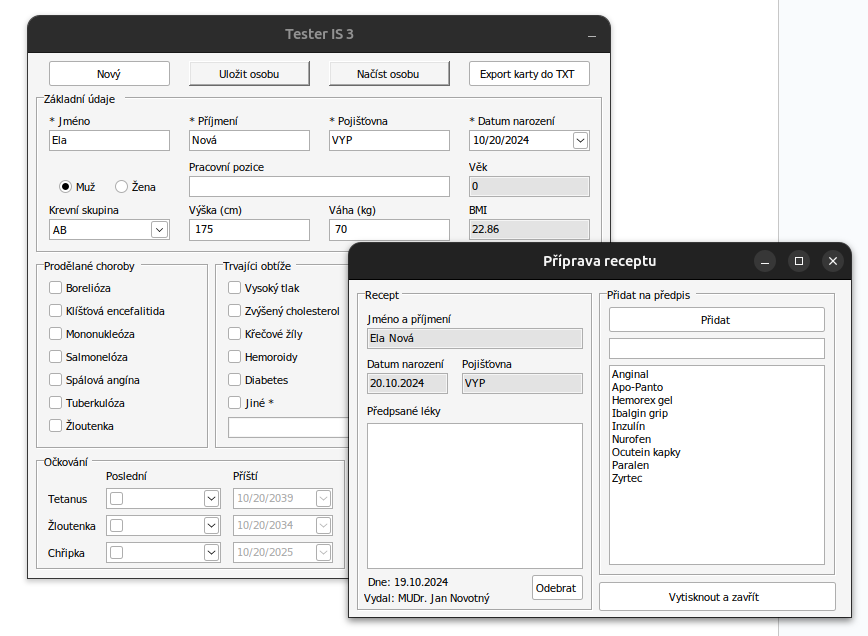 Tester IS 3
Nový
Uložit osobu
Načíst osobu
Export karty do TXT
Základní údaje
* Jméno
* Příjmení
* Pojišťovna
* Datum narození
Ela
Nová
VYP
10/20/2024
Muž
Žena
Pracovní pozice
Věk
0
Krevní skupina
Výška (cm)
Váha (kg)
BMI
AB
175
70
22.86
Prodělané choroby
Borelióza
Klíšťová encefalitida
Mononukleóza
Salmonelóza
Spálová angína
Tuberkulóza
Žloutenka
Trvající obtíže
Vysoký tlak
Zvýšený cholesterol
Křečové žíly
Hemoroidy
Diabetes
Jiné *
Očkování
Poslední
Příští
Tetanus
10/20/2039
Žloutenka
10/20/2034
Chřipka
10/20/2025
Příprava receptu
Recept
Jméno a příjmení
Ela Nová
Datum narození
Pojišťovna
20.10.2024
VYP
Předpsané léky
Dne: 19.10.2024
Vydal: MUDr. Jan Novotný
Odebrat
Přidat na předpis
Přidat
Anginal
Apo-Panto
Hemorex gel
Ibalgin grip
Inzulín
Nurofen
Ocutein kapky
Paralen
Zyrtec
Vytisknout a zavřít